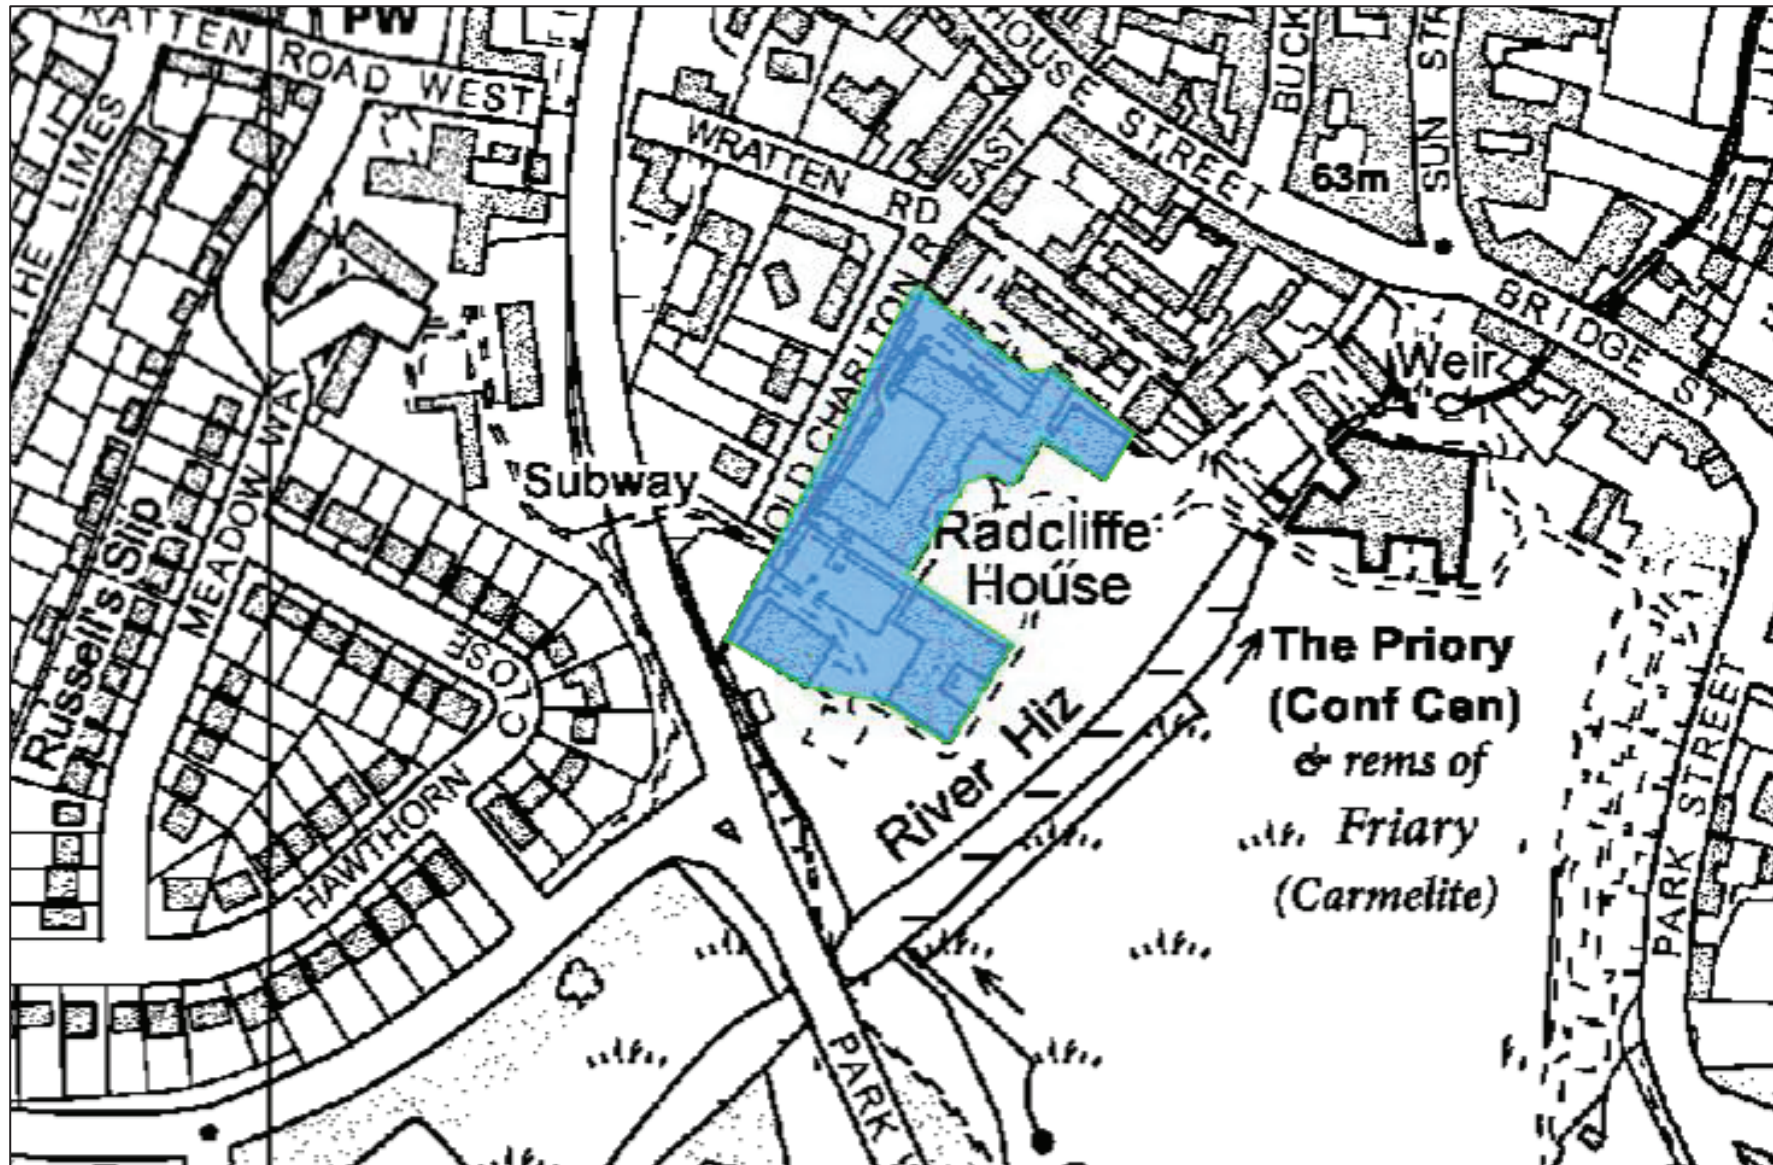 PW
RATTEN ROAD WEST
HOUSE STREET
BUCK
SUN STR
THE LIMES
WRATTEN RD
EAST
63m
BRIDGE ST
Weir
OLD CHARLTON R
Subway
MEADOW WAY
Russell's Slip
Radcliffe
House
CLOSE
HAWTHORN
River Hiz
The Priory
(Conf Cen)
& rems of
Friary
(Carmelite)
PARK STREET
PARK